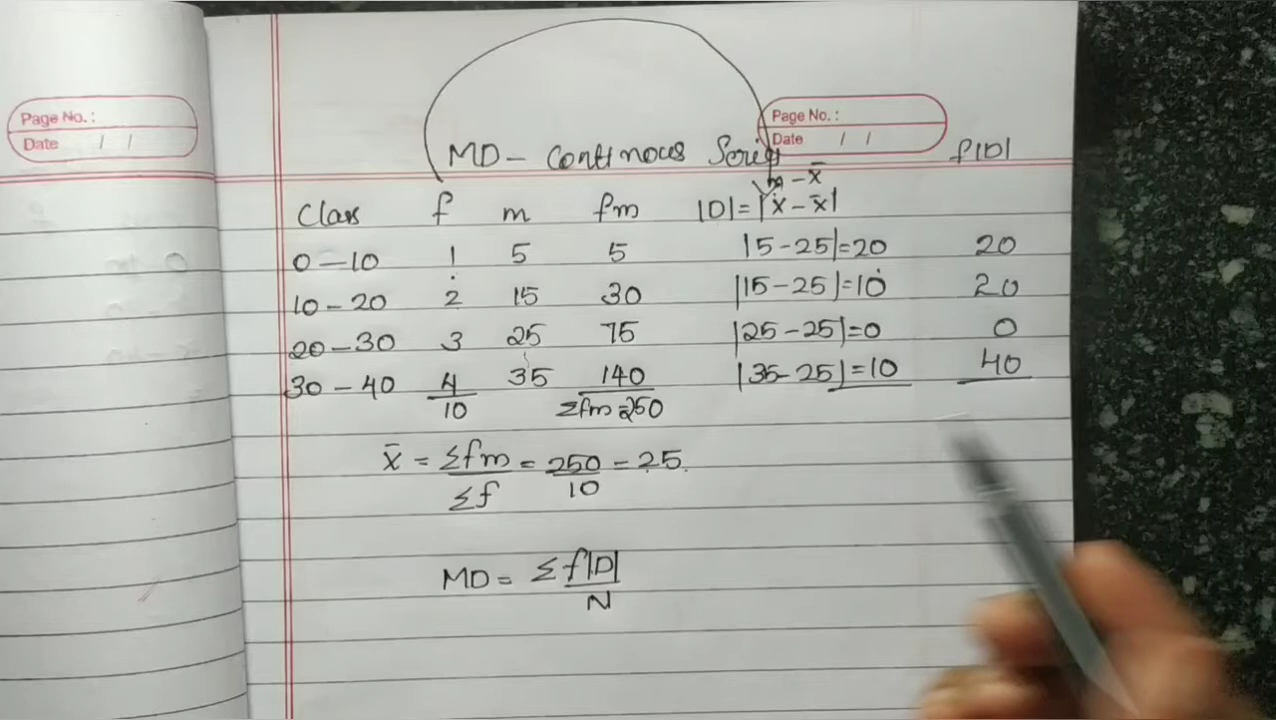 Page No. :
Date / /
Page No. :
Date / /
MD - Continous Series f|D|
m - x̄
Class f m fm |D| = |x - x̄|
0 - 10 1 5 5 |5 - 25| = 20 20
10 - 20 2 15 30 |15 - 25| = 10 20
20 - 30 3 25 75 |25 - 25| = 0 0
30 - 40 4 35 140 |35 - 25| = 10 40
10 Σfm = 250
x̄ = Σfm = 250 = 25.
Σf 10
MD = Σ f|D|
N